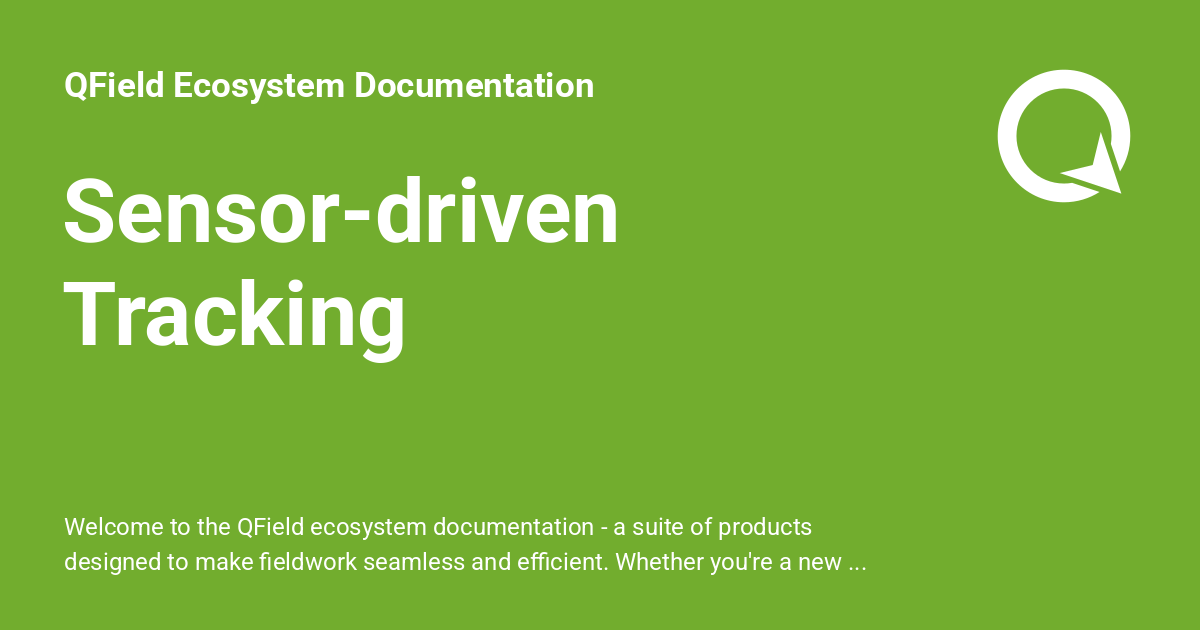 QField Ecosystem Documentation
Sensor-driven
Tracking
Welcome to the QField ecosystem documentation - a suite of products
designed to make fieldwork seamless and efficient. Whether you're a new ...